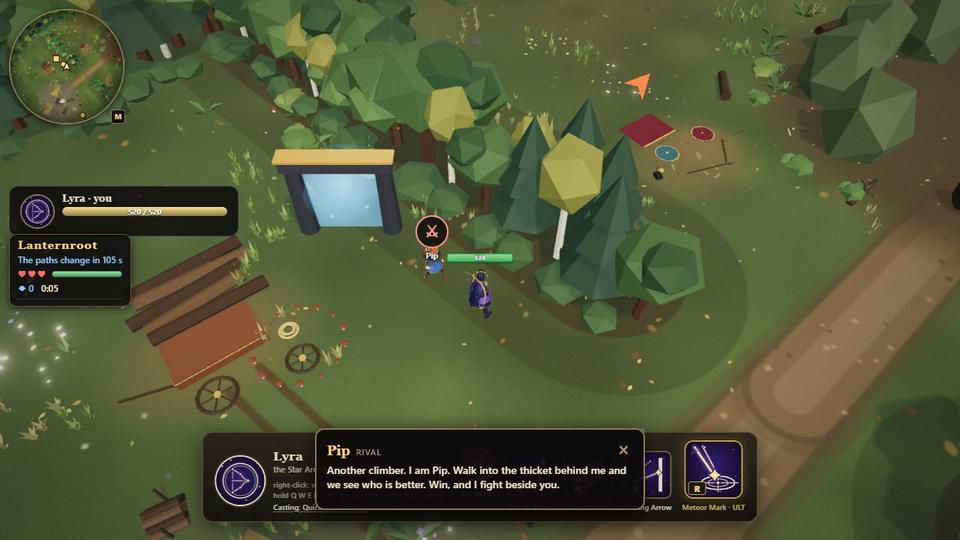 M
Lyra · you
520 / 520
Lanternroot
The paths change in 105 s
0 0:05
Pip
520
Lyra
the Star Ar
right-click: w
hold Q W E
Casting: Quic
Pip RIVAL
Another climber. I am Pip. Walk into the thicket behind me and
we see who is better. Win, and I fight beside you.
ng Arrow
R
Meteor Mark · ULT